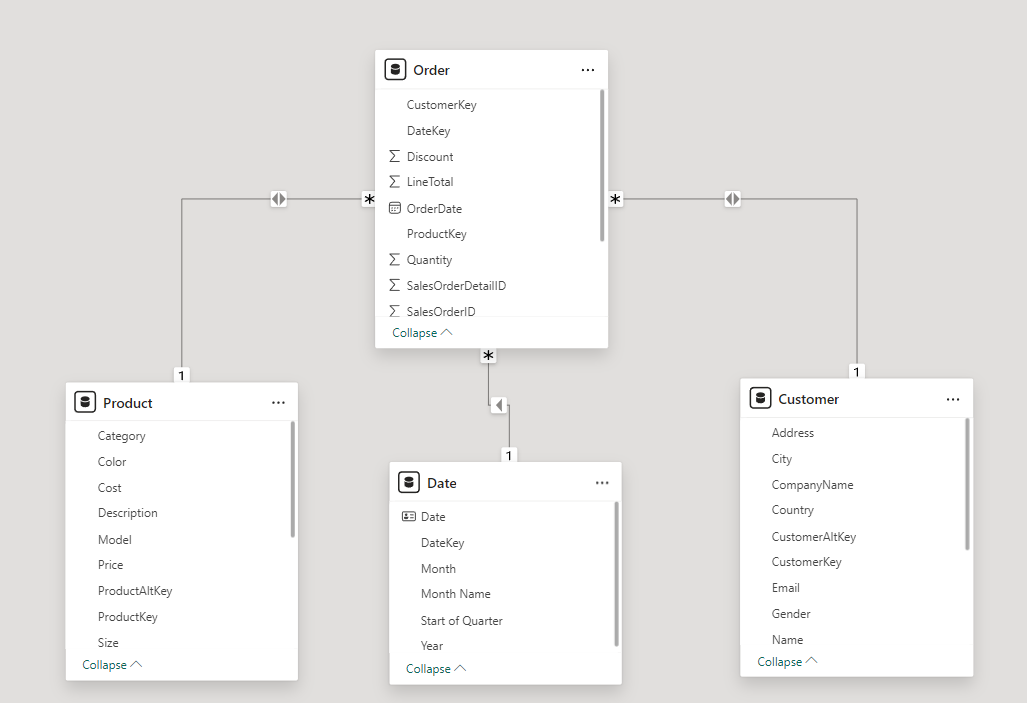 Order
CustomerKey
DateKey
Discount
LineTotal
OrderDate
ProductKey
Quantity
SalesOrderDetailID
SalesOrderID
Collapse
*
*
*
1
1
1
Product
Category
Color
Cost
Description
Model
Price
ProductAltKey
ProductKey
Size
Collapse
Date
Date
DateKey
Month
Month Name
Start of Quarter
Year
Collapse
Customer
Address
City
CompanyName
Country
CustomerAltKey
CustomerKey
Email
Gender
Name
Collapse